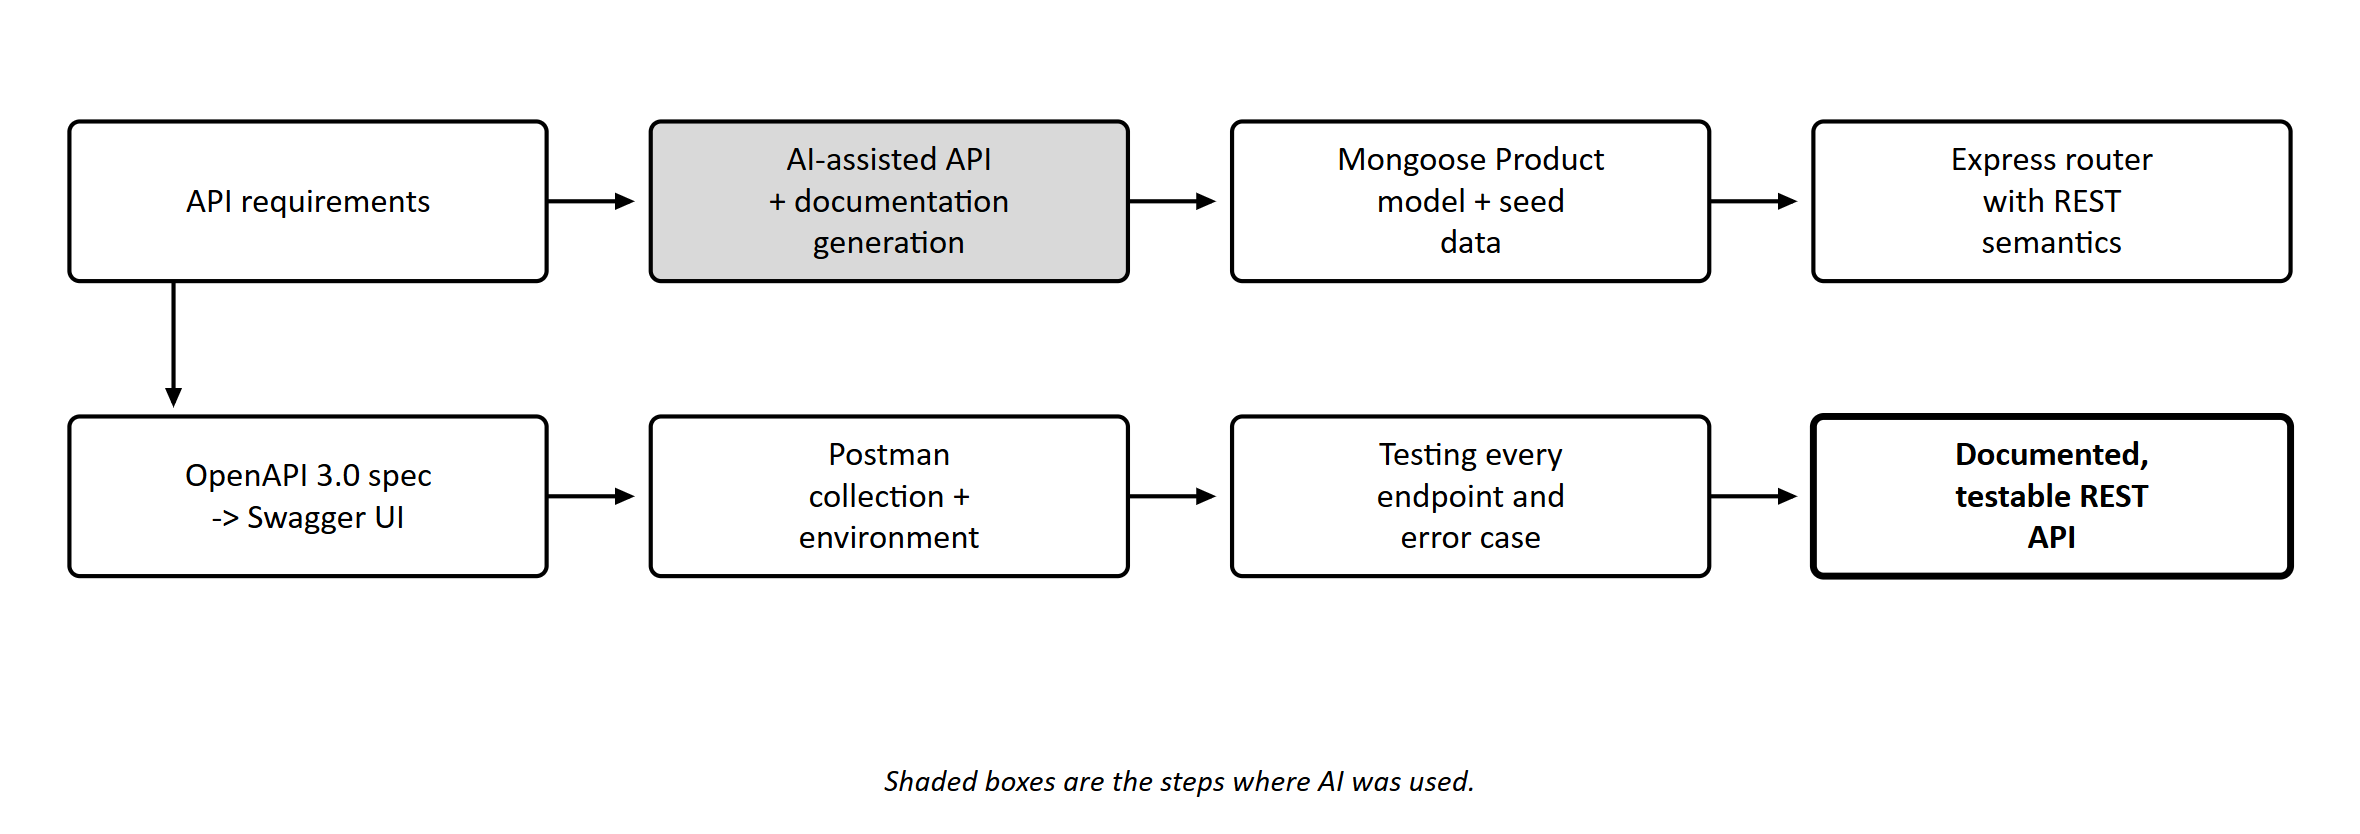 API requirements
AI-assisted API
+ documentation
generation
Mongoose Product
model + seed
data
Express router
with REST
semantics
OpenAPI 3.0 spec
-> Swagger UI
Postman
collection +
environment
Testing every
endpoint and
error case
Documented,
testable REST
API
Shaded boxes are the steps where AI was used.